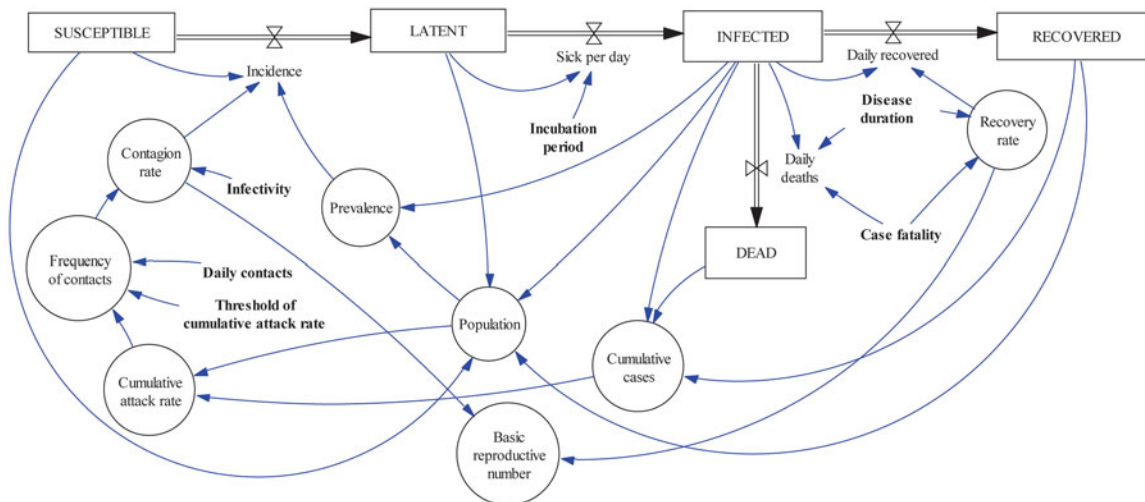 SUSCEPTIBLE
LATENT
INFECTED
RECOVERED
Incidence
Sick per day
Daily recovered
Contagion
rate
Infectivity
Incubation
period
Disease
duration
Recovery
rate
Daily
deaths
Prevalence
Case fatality
Frequency
of contacts
Daily contacts
Threshold of
cumulative attack rate
DEAD
Population
Cumulative
attack rate
Cumulative
cases
Basic
reproductive
number